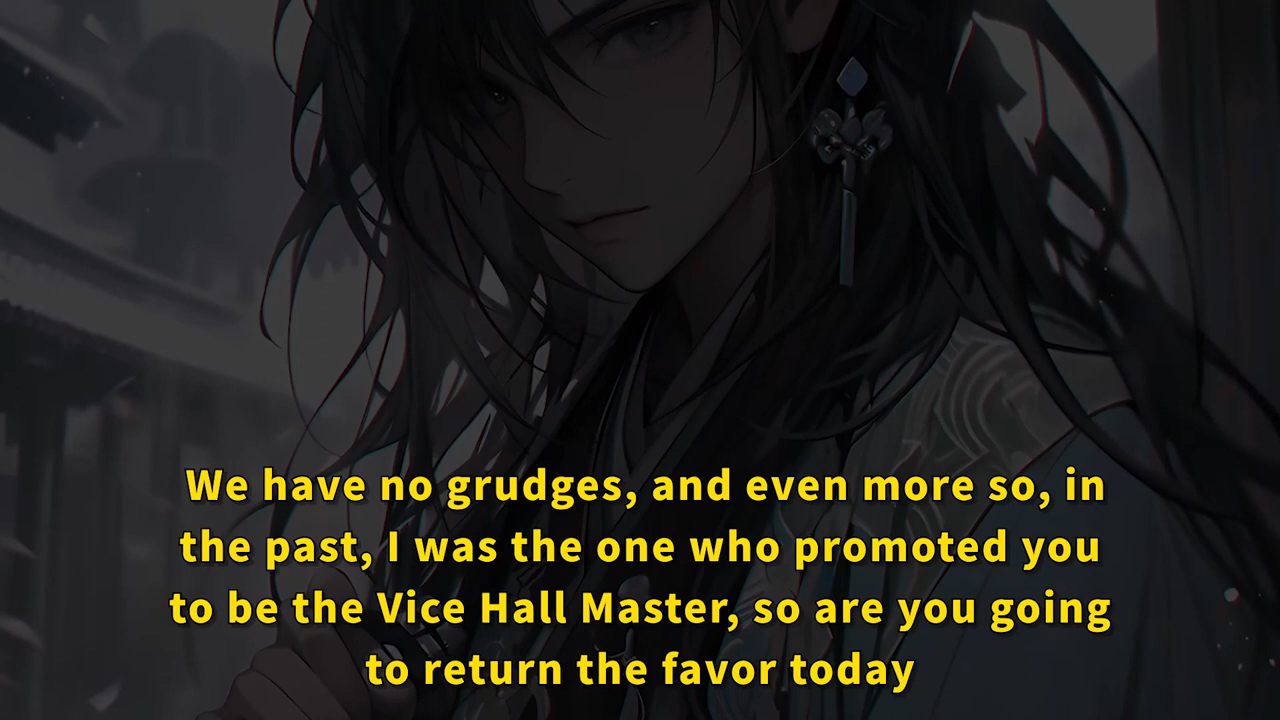 We have no grudges, and even more so, in
the past, I was the one who promoted you
to be the Vice Hall Master, so are you going
to return the favor today